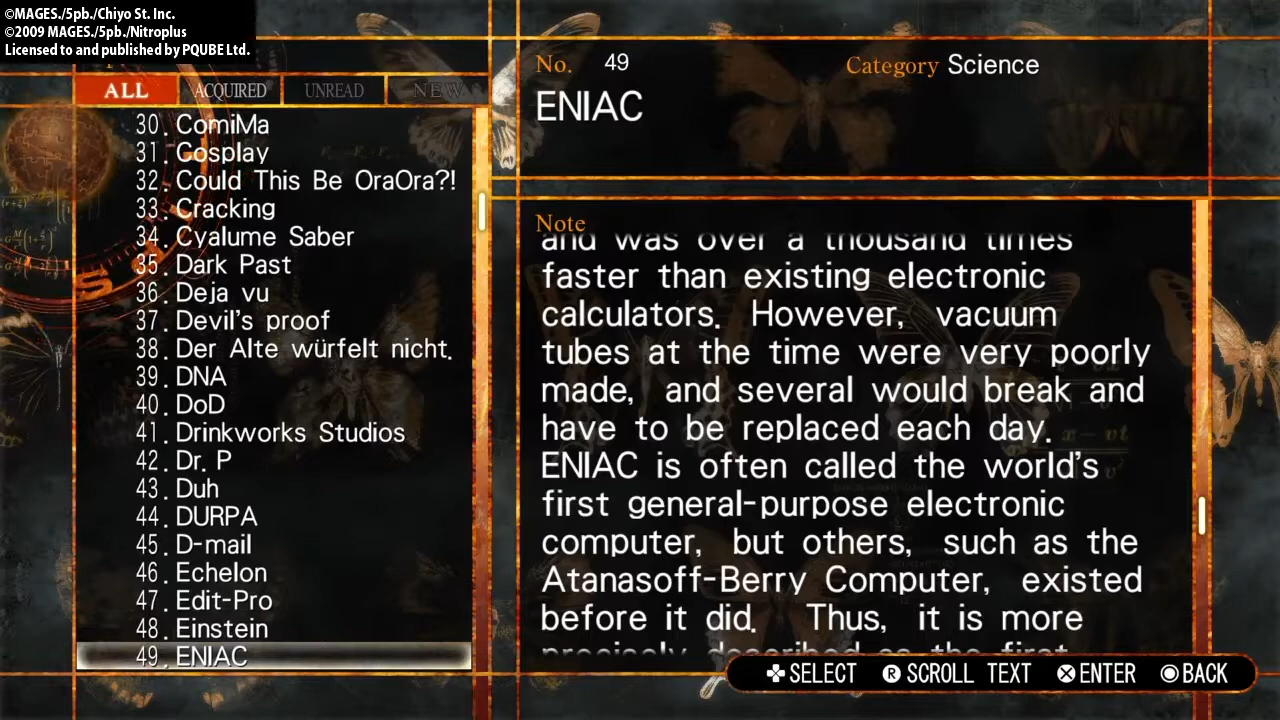 ©MAGES./5pb./Chiyo St. Inc.
©2009 MAGES./5pb./Nitroplus
Licensed to and published by PQUBE Ltd.
ALL ACQUIRED UNREAD NEW
30. ComiMa
31. Cosplay
32. Could This Be OraOra?!
33. Cracking
34. Cyalume Saber
35. Dark Past
36. Deja vu
37. Devil's proof
38. Der Alte würfelt nicht.
39. DNA
40. DoD
41. Drinkworks Studios
42. Dr. P
43. Duh
44. DURPA
45. D-mail
46. Echelon
47. Edit-Pro
48. Einstein
49. ENIAC
No. 49 Category Science
ENIAC
Note
and was over a thousand times
faster than existing electronic
calculators. However, vacuum
tubes at the time were very poorly
made, and several would break and
have to be replaced each day.
ENIAC is often called the world's
first general-purpose electronic
computer, but others, such as the
Atanasoff-Berry Computer, existed
before it did. Thus, it is more
precisely described as the first
SELECT R SCROLL TEXT ENTER BACK